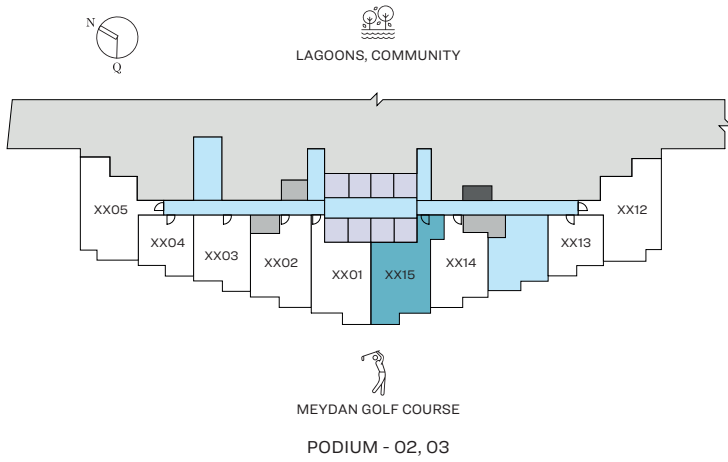 N
Q
LAGOONS, COMMUNITY
XX05
XX04
XX03
XX02
XX01
XX15
XX14
XX13
XX12
MEYDAN GOLF COURSE
PODIUM - 02, 03